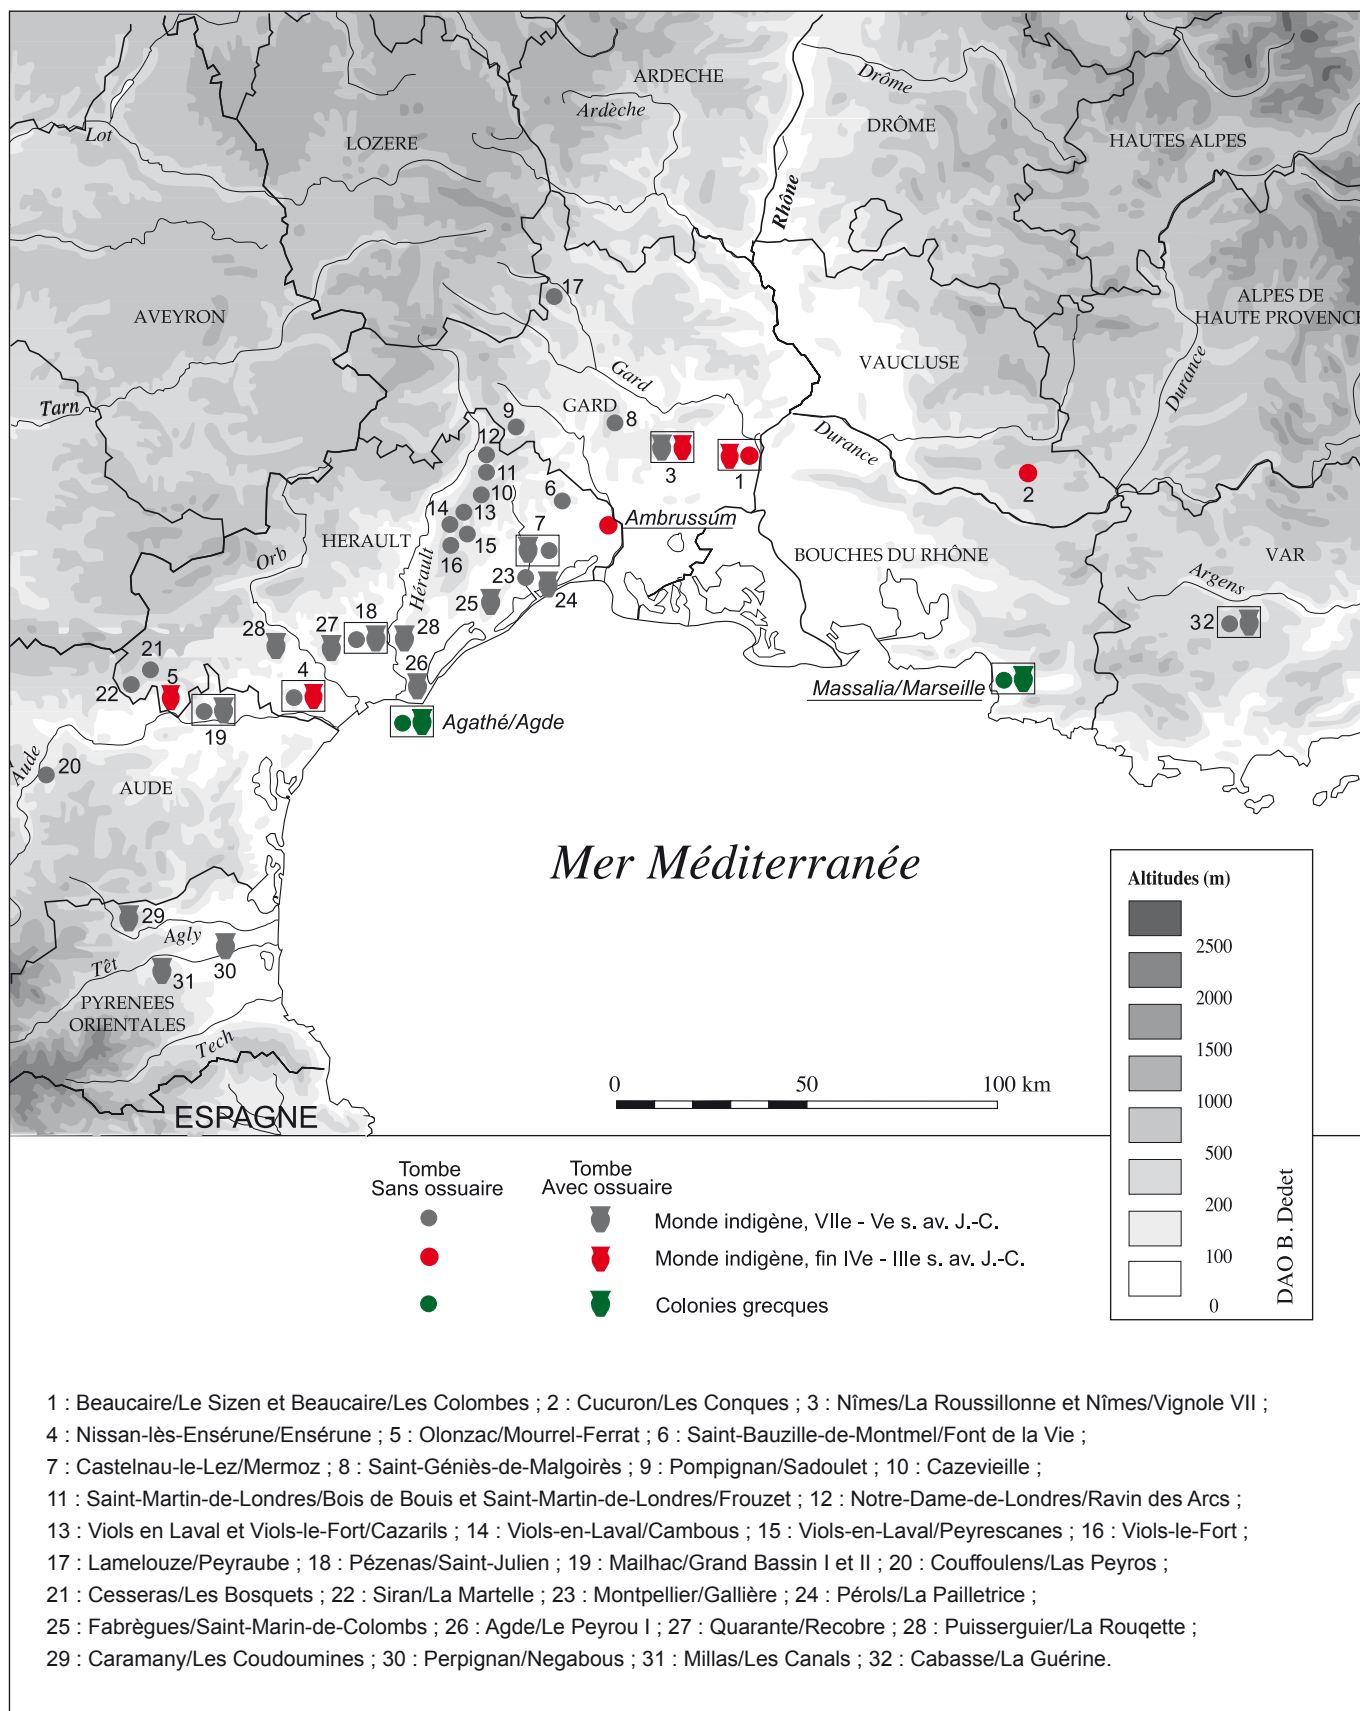 ARDECHE
Ardèche
Drôme
DRÔME
HAUTES ALPES
Lot
LOZERE
Rhône
17
AVEYRON
ALPES DE
HAUTE PROVENCE
VAUCLUSE
Durance
Gard
GARD
Tarn
9
8
12
Durance
3
1
2
11
10
6
14
13
7
Ambrussum
HERAULT
15
16
Orb
Hérault
BOUCHES DU RHÔNE
VAR
Argens
23
24
25
18
28
27
28
32
21
5
4
26
22
Massalia/Marseille
19
Agathé/Agde
Aude
20
AUDE
Mer Méditerranée
29
Agly
30
Têt
31
PYRENEES
ORIENTALES
Tech
ESPAGNE
0 50 100 km
Altitudes (m)
2500
2000
1500
1000
500
200
100
0
DAO B. Dedet
Tombe
Sans ossuaire
Tombe
Avec ossuaire
Monde indigène, VIIe - Ve s. av. J.-C.
Monde indigène, fin IVe - IIIe s. av. J.-C.
Colonies grecques
1 : Beaucaire/Le Sizen et Beaucaire/Les Colombes ; 2 : Cucuron/Les Conques ; 3 : Nîmes/La Roussillonne et Nîmes/Vignole VII ;
4 : Nissan-lès-Ensérune/Ensérune ; 5 : Olonzac/Mourrel-Ferrat ; 6 : Saint-Bauzille-de-Montmel/Font de la Vie ;
7 : Castelnau-le-Lez/Mermoz ; 8 : Saint-Géniès-de-Malgoirès ; 9 : Pompignan/Sadoulet ; 10 : Cazevieille ;
11 : Saint-Martin-de-Londres/Bois de Bouis et Saint-Martin-de-Londres/Frouzet ; 12 : Notre-Dame-de-Londres/Ravin des Arcs ;
13 : Viols en Laval et Viols-le-Fort/Cazarils ; 14 : Viols-en-Laval/Cambous ; 15 : Viols-en-Laval/Peyrescanes ; 16 : Viols-le-Fort ;
17 : Lamelouze/Peyraube ; 18 : Pézenas/Saint-Julien ; 19 : Mailhac/Grand Bassin I et II ; 20 : Couffoulens/Las Peyros ;
21 : Cesseras/Les Bosquets ; 22 : Siran/La Martelle ; 23 : Montpellier/Gallière ; 24 : Pérols/La Pailletrice ;
25 : Fabrègues/Saint-Marin-de-Colombs ; 26 : Agde/Le Peyrou I ; 27 : Quarante/Recobre ; 28 : Puisserguier/La Rouqette ;
29 : Caramany/Les Coudoumines ; 30 : Perpignan/Negabous ; 31 : Millas/Les Canals ; 32 : Cabasse/La Guérine.